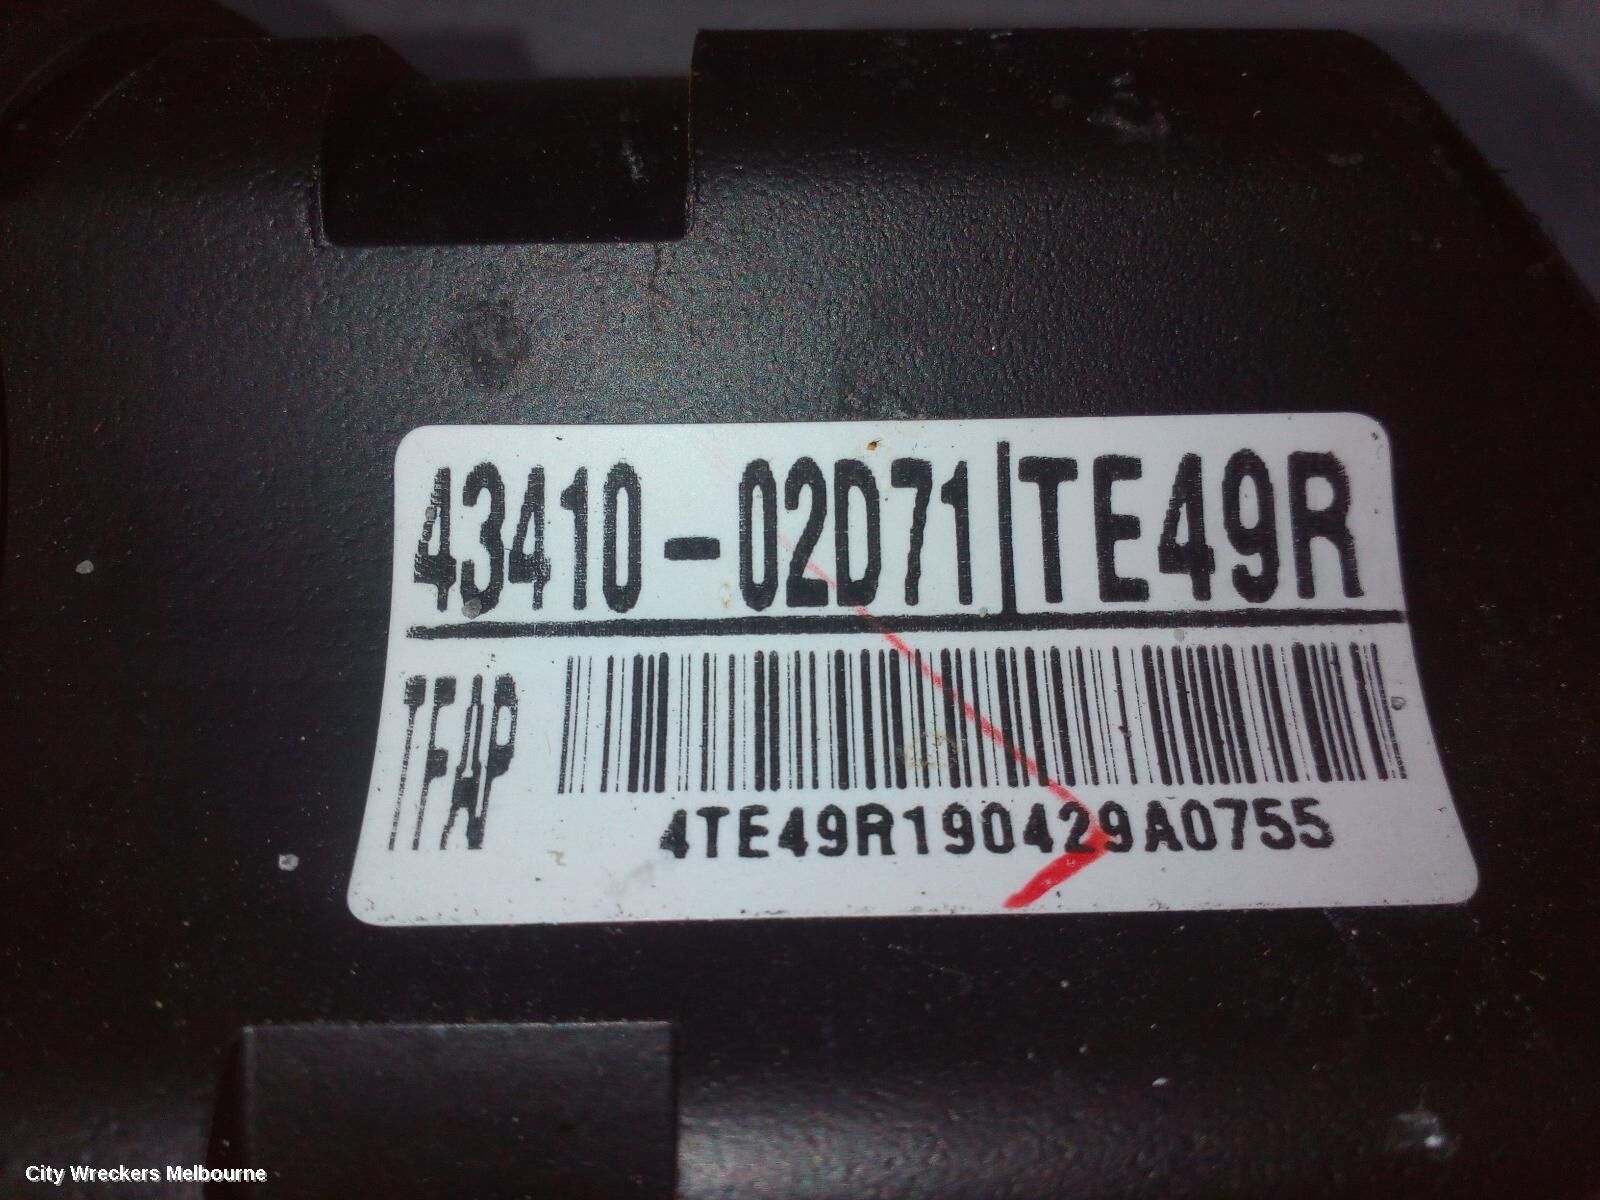 43410-02D71 TE49R
TFAP
4TE49R190429A0755
City Wreckers Melbourne